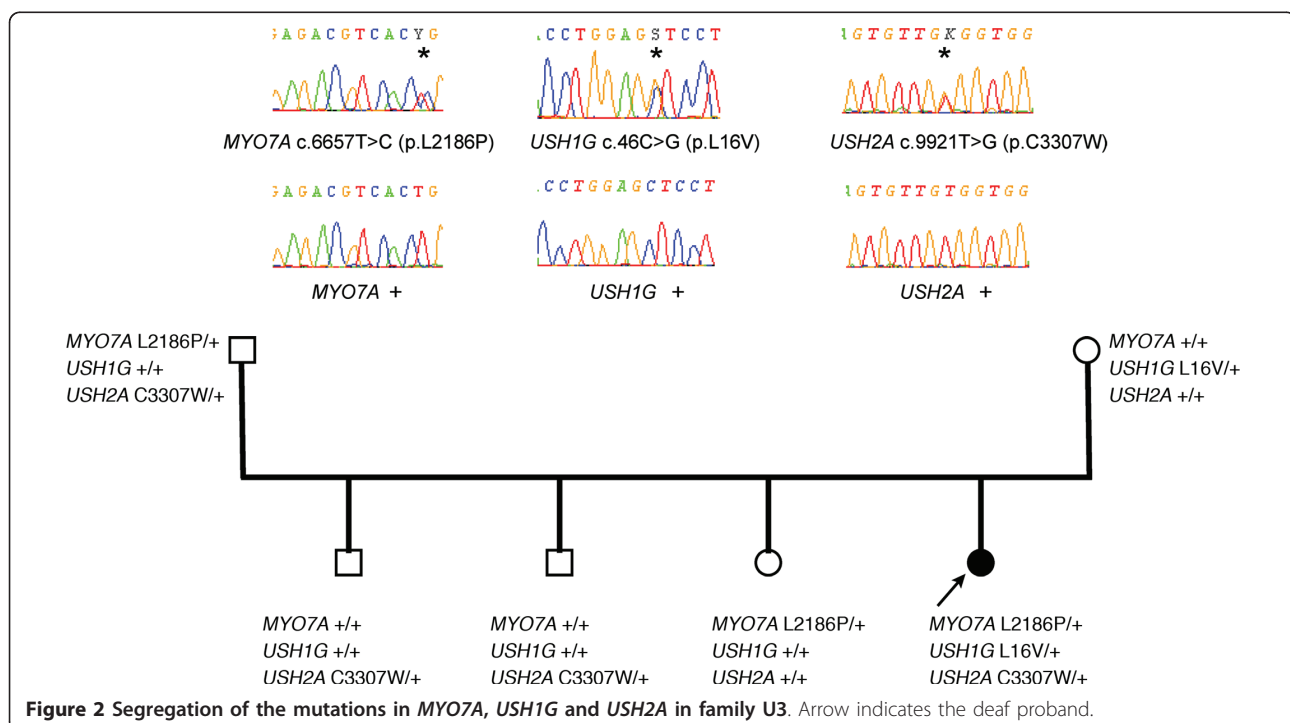 GAGACGTCACYG
CCTGGAGSTCCT
GTGTTGKGGTGG
* * *
MYO7A c.6657T>C (p.L2186P)
USH1G c.46C>G (p.L16V)
USH2A c.9921T>G (p.C3307W)
GAGACGTCACTG
CCTGGAGCTCCT
GTGTTGTGGTGG
MYO7A +
USH1G +
USH2A +
MYO7A L2186P/+
USH1G +/+
USH2A C3307W/+
MYO7A +/+
USH1G L16V/+
USH2A +/+
MYO7A +/+
USH1G +/+
USH2A C3307W/+
MYO7A +/+
USH1G +/+
USH2A C3307W/+
MYO7A L2186P/+
USH1G +/+
USH2A +/+
MYO7A L2186P/+
USH1G L16V/+
USH2A C3307W/+
Figure 2 Segregation of the mutations in MYO7A, USH1G and USH2A in family U3. Arrow indicates the deaf proband.